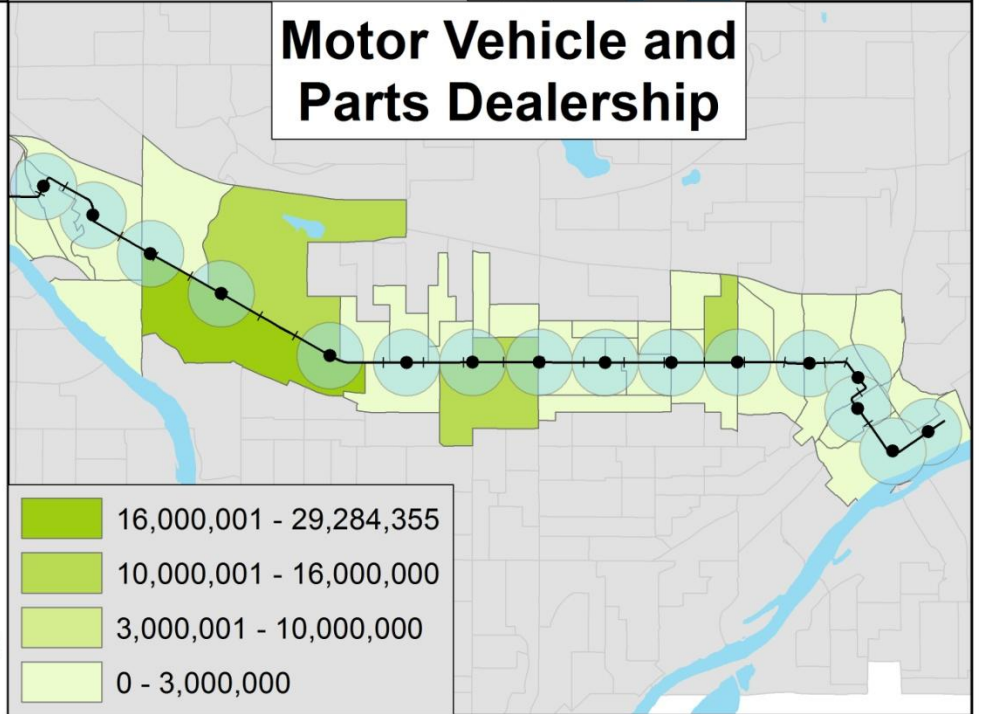 Motor Vehicle and
Parts Dealership
16,000,001 - 29,284,355
10,000,001 - 16,000,000
3,000,001 - 10,000,000
0 - 3,000,000